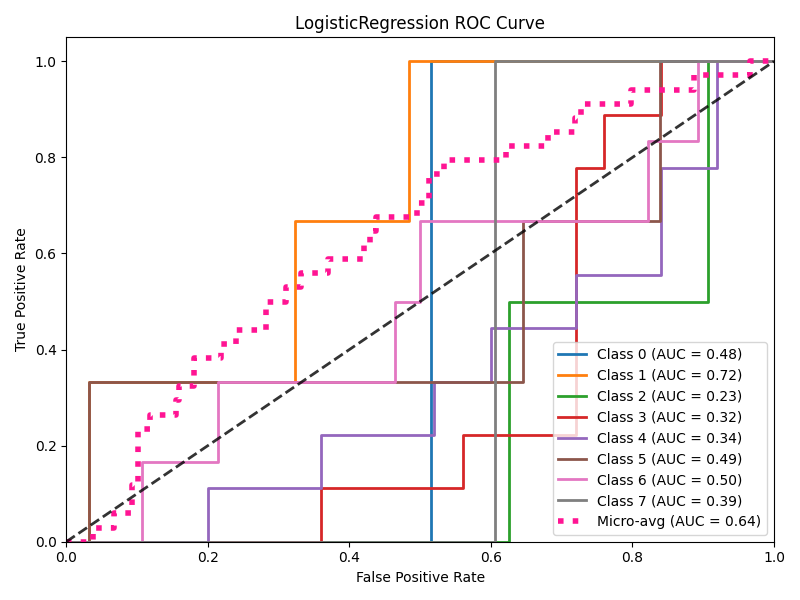 LogisticRegression ROC Curve
True Positive Rate
1.0
0.8
0.6
0.4
0.2
0.0
Class 0 (AUC = 0.48)
Class 1 (AUC = 0.72)
Class 2 (AUC = 0.23)
Class 3 (AUC = 0.32)
Class 4 (AUC = 0.34)
Class 5 (AUC = 0.49)
Class 6 (AUC = 0.50)
Class 7 (AUC = 0.39)
Micro-avg (AUC = 0.64)
0.0 0.2 0.4 0.6 0.8 1.0
False Positive Rate